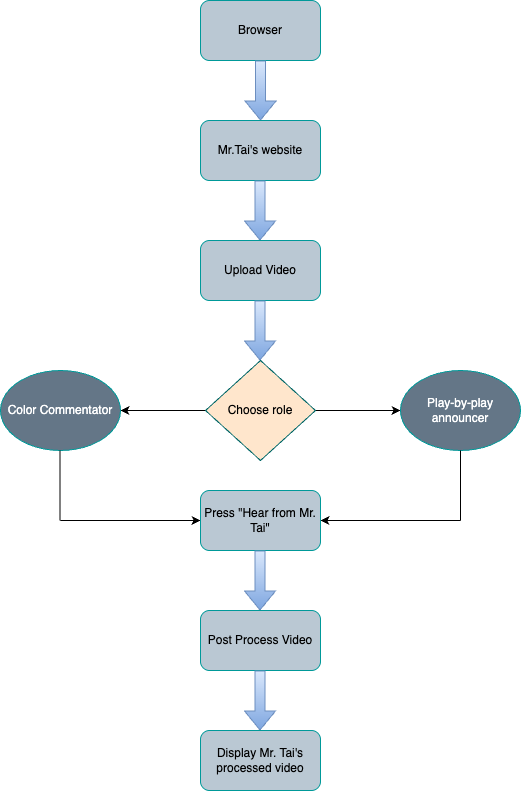 Browser
Mr.Tai's website
Upload Video
Choose role
Color Commentator
Play-by-play
announcer
Press "Hear from Mr.
Tai"
Post Process Video
Display Mr. Tai's
processed video